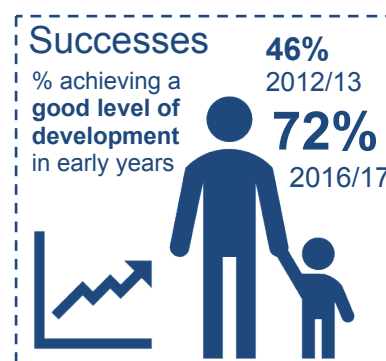 Successes
% achieving a
good level of
development
in early years
46%
2012/13
72%
2016/17